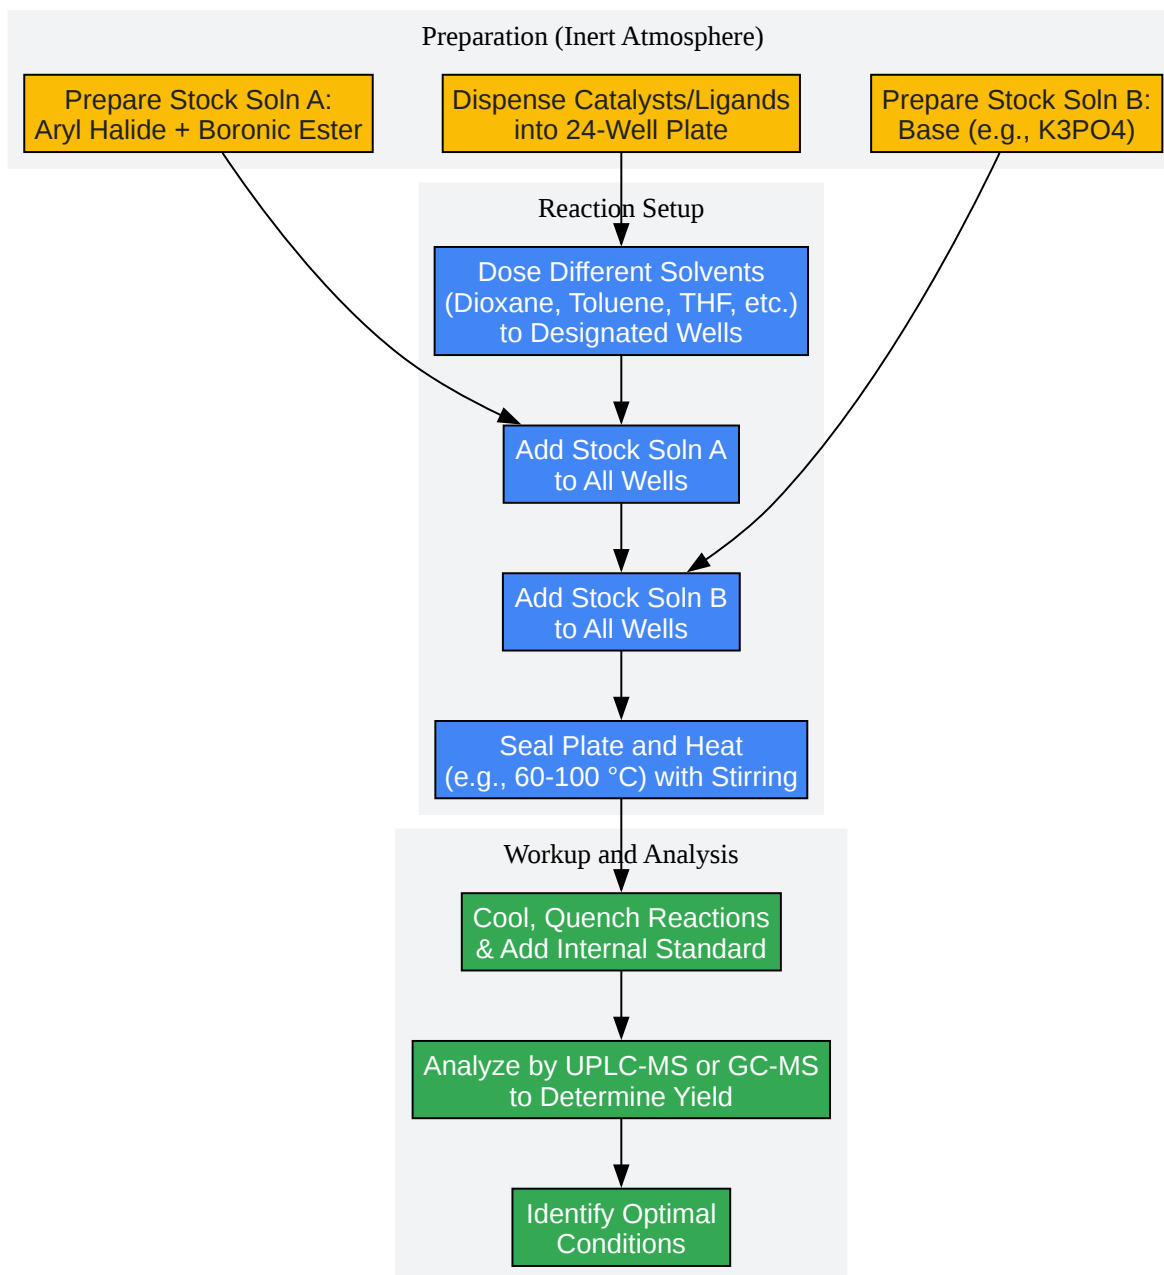 Preparation (Inert Atmosphere)
Prepare Stock Soln A:
Aryl Halide + Boronic Ester
Dispense Catalysts/Ligands
into 24-Well Plate
Prepare Stock Soln B:
Base (e.g., K3PO4)
Reaction Setup
Dose Different Solvents
(Dioxane, Toluene, THF, etc.)
to Designated Wells
Add Stock Soln A
to All Wells
Add Stock Soln B
to All Wells
Seal Plate and Heat
(e.g., 60-100 °C) with Stirring
Workup and Analysis
Cool, Quench Reactions
& Add Internal Standard
Analyze by UPLC-MS or GC-MS
to Determine Yield
Identify Optimal
Conditions